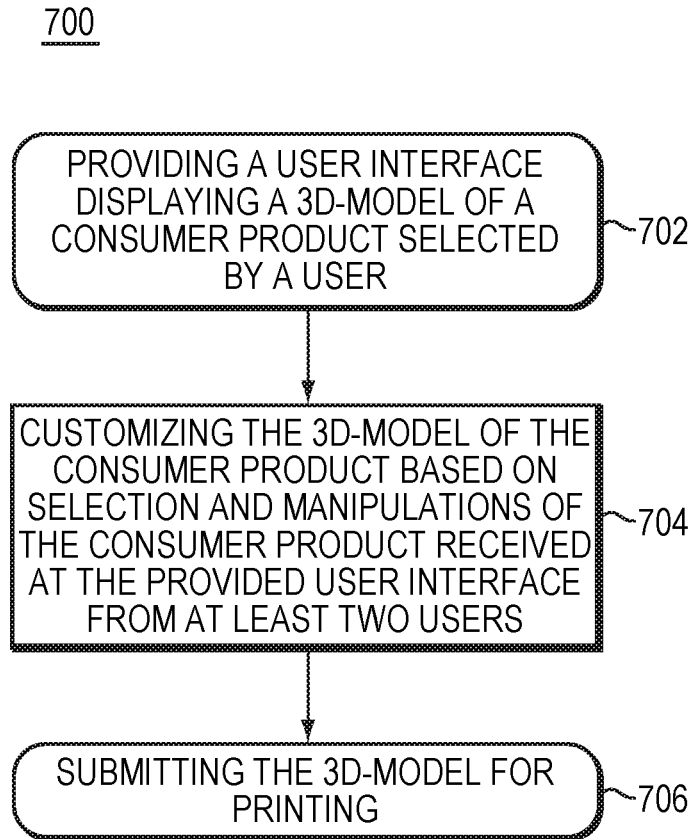 700
PROVIDING A USER INTERFACE
DISPLAYING A 3D-MODEL OF A
CONSUMER PRODUCT SELECTED
BY A USER
702
CUSTOMIZING THE 3D-MODEL OF THE
CONSUMER PRODUCT BASED ON
SELECTION AND MANIPULATIONS OF
THE CONSUMER PRODUCT RECEIVED
AT THE PROVIDED USER INTERFACE
FROM AT LEAST TWO USERS
704
SUBMITTING THE 3D-MODEL FOR
PRINTING
706